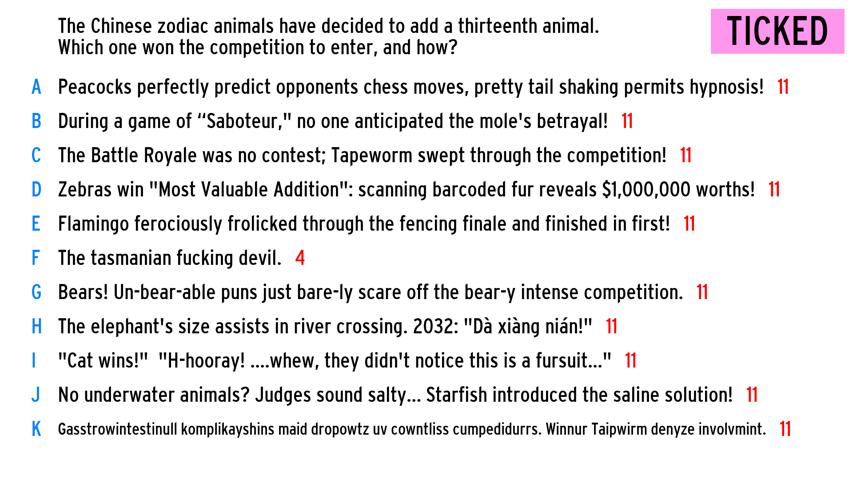 The Chinese zodiac animals have decided to add a thirteenth animal.
Which one won the competition to enter, and how?
TICKED
A Peacocks perfectly predict opponents chess moves, pretty tail shaking permits hypnosis! 11
B During a game of “Saboteur," no one anticipated the mole's betrayal! 11
C The Battle Royale was no contest; Tapeworm swept through the competition! 11
D Zebras win "Most Valuable Addition": scanning barcoded fur reveals $1,000,000 worths! 11
E Flamingo ferociously frolicked through the fencing finale and finished in first! 11
F The tasmanian fucking devil. 4
G Bears! Un-bear-able puns just bare-ly scare off the bear-y intense competition. 11
H The elephant's size assists in river crossing. 2032: "Dà xiàng nián!" 11
I "Cat wins!" "H-hooray! ....whew, they didn't notice this is a fursuit..." 11
J No underwater animals? Judges sound salty... Starfish introduced the saline solution! 11
K Gasstrowintestinull komplikayshins maid dropowtz uv cowntliss cumpedidurrs. Winnur Taipwirm denyze involvmint. 11